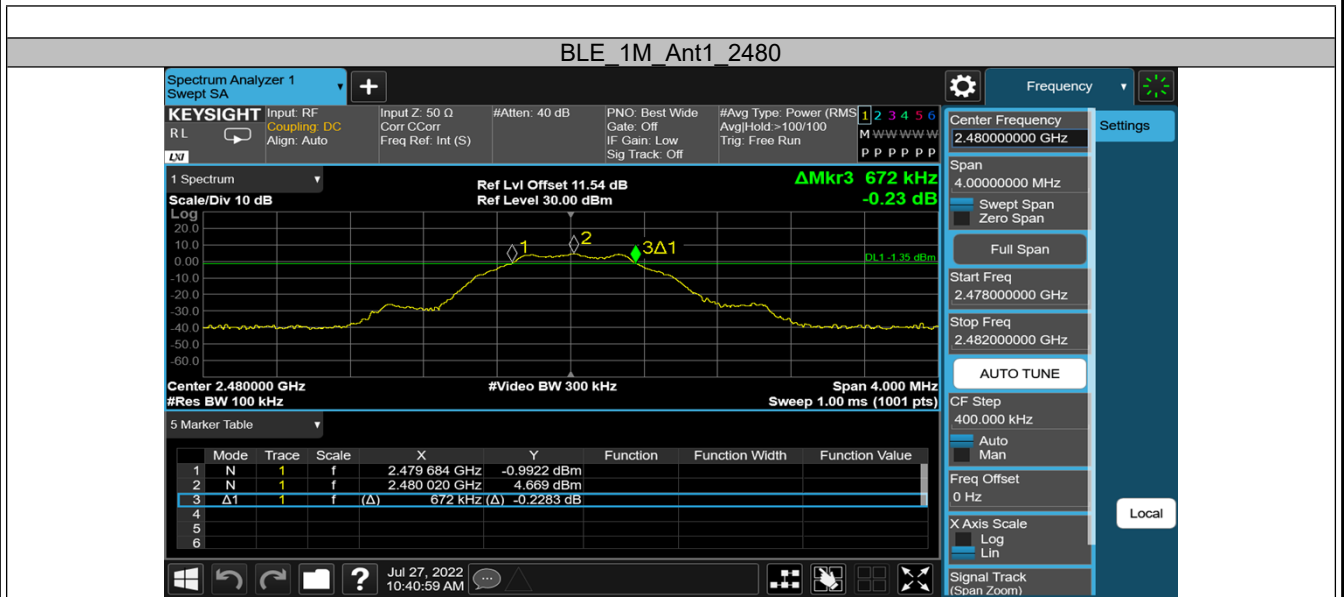 BLE_1M_Ant1_2480
Spectrum Analyzer 1
Swept SA
▼
+
Frequency
▼
KEYSIGHT
RL
LXI
Input: RF
Coupling: DC
Align: Auto
Input Z: 50 Ω
Corr CCorr
Freq Ref: Int (S)
#Atten: 40 dB
PNO: Best Wide
Gate: Off
IF Gain: Low
Sig Track: Off
#Avg Type: Power (RMS
Avg|Hold:>100/100
Trig: Free Run
1 2 3 4 5 6
M W W W W W
P P P P P P
1 Spectrum ▼
Scale/Div 10 dB
Ref Lvl Offset 11.54 dB
Ref Level 30.00 dBm
ΔMkr3 672 kHz
-0.23 dB
Log
20.0
10.0
0.00
-10.0
-20.0
-30.0
-40.0
-50.0
-60.0
1
2
3Δ1
DL1 -1.35 dBm
Center 2.480000 GHz #Video BW 300 kHz Span 4.000 MHz
#Res BW 100 kHz Sweep 1.00 ms (1001 pts)
5 Marker Table ▼
Mode Trace Scale X Y Function Function Width Function Value
1 N 1 f 2.479 684 GHz -0.9922 dBm
2 N 1 f 2.480 020 GHz 4.669 dBm
3 Δ1 1 f (Δ) 672 kHz (Δ) -0.2283 dB
4
5
6
Center Frequency
2.480000000 GHz
Settings
Span
4.00000000 MHz
Swept Span
Zero Span
Full Span
Start Freq
2.478000000 GHz
Stop Freq
2.482000000 GHz
AUTO TUNE
CF Step
400.000 kHz
Auto
Man
Freq Offset
0 Hz
X Axis Scale
Log
Lin
Local
Signal Track
(Span Zoom)
?
Jul 27, 2022
10:40:59 AM